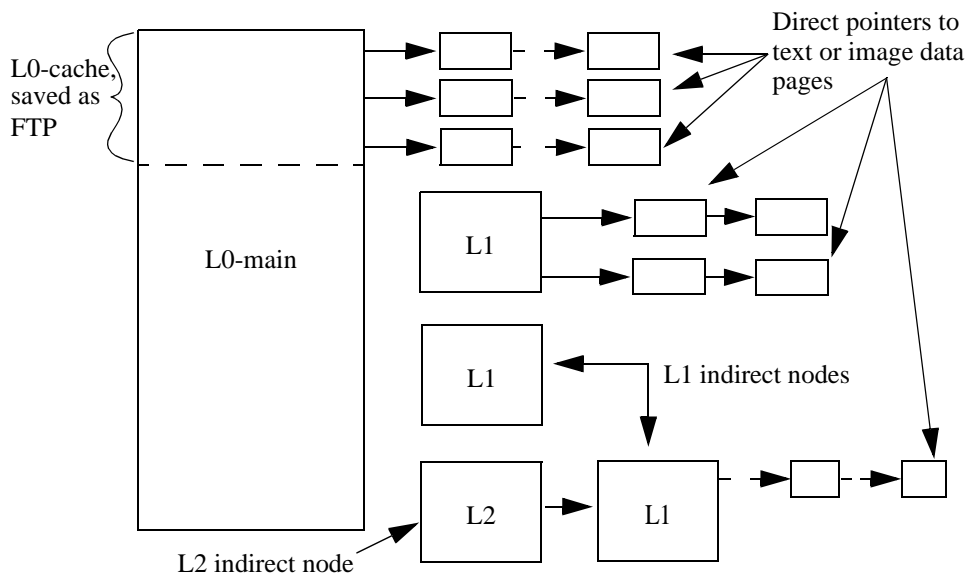 L0-cache,
saved as
FTP
Direct pointers to
text or image data
pages
L0-main
L1
L1
L1 indirect nodes
L2
L1
L2 indirect node